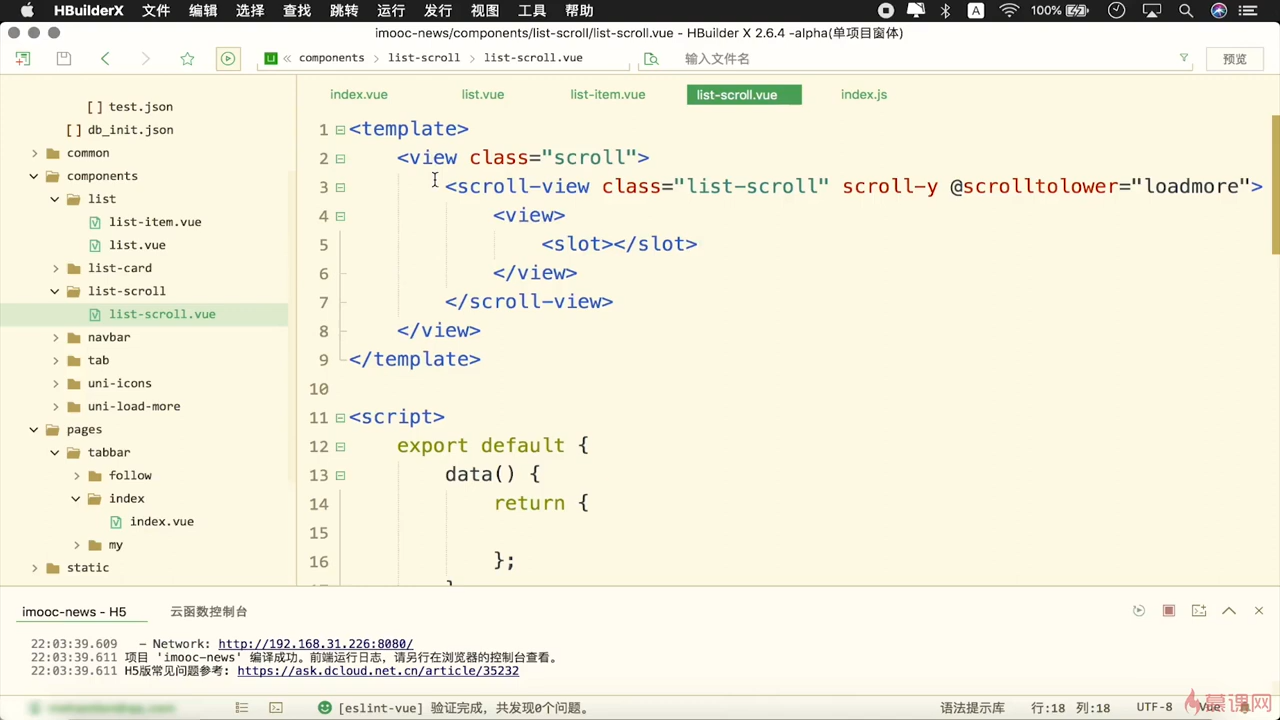 HBuilderX 文件 编辑 选择 查找 跳转 运行 发行 视图 工具 帮助 A 100%
imooc-news/components/list-scroll/list-scroll.vue - HBuilder X 2.6.4 -alpha(单项目窗体)
components list-scroll list-scroll.vue 输入文件名 预览
index.vue list.vue list-item.vue list-scroll.vue index.js
[ ] test.json
[ ] db_init.json
common
components
list
list-item.vue
list.vue
list-card
list-scroll
list-scroll.vue
navbar
tab
uni-icons
uni-load-more
pages
tabbar
follow
index
index.vue
my
static
1 <template>
2 <view class="scroll">
3 <scroll-view class="list-scroll" scroll-y @scrolltolower="loadmore">
4 <view>
5 <slot></slot>
6 </view>
7 </scroll-view>
8 </view>
9 </template>
10
11 <script>
12 export default {
13 data() {
14 return {
15
16 };
imooc-news - H5 云函数控制台
22:03:39.609 - Network: http://192.168.31.226:8080/
22:03:39.611 项目 'imooc-news' 编译成功。前端运行日志，请另行在浏览器的控制台查看。
22:03:39.611 H5版常见问题参考: https://ask.dcloud.net.cn/article/35232
[eslint-vue] 验证完成，共发现0个问题。 语法提示库 行:18 列:18 UTF-8 Vue
慕课网